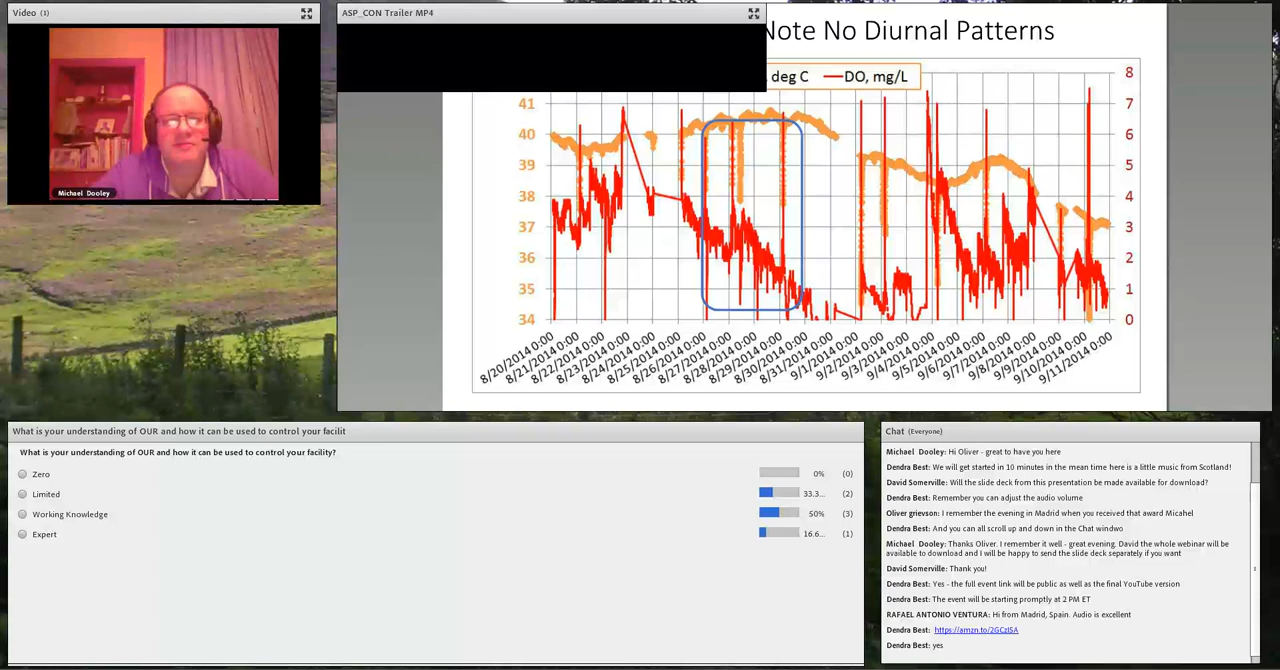 Video (1)
Michael Dooley
ASP_CON Trailer MP4
Note No Diurnal Patterns
deg C DO, mg/L
41
40
39
38
37
36
35
34
8
7
6
5
4
3
2
1
0
8/20/2014 0:00
8/21/2014 0:00
8/22/2014 0:00
8/23/2014 0:00
8/24/2014 0:00
8/25/2014 0:00
8/26/2014 0:00
8/27/2014 0:00
8/28/2014 0:00
8/29/2014 0:00
8/30/2014 0:00
8/31/2014 0:00
9/1/2014 0:00
9/2/2014 0:00
9/3/2014 0:00
9/4/2014 0:00
9/5/2014 0:00
9/6/2014 0:00
9/7/2014 0:00
9/8/2014 0:00
9/9/2014 0:00
9/10/2014 0:00
9/11/2014 0:00
What is your understanding of OUR and how it can be used to control your facilit
What is your understanding of OUR and how it can be used to control your facility?
Zero 0% (0)
Limited 33.3... (2)
Working Knowledge 50% (3)
Expert 16.6... (1)
Chat (Everyone)
Michael Dooley: Hi Oliver - great to have you here
Dendra Best: We will get started in 10 minutes in the mean time here is a little music from Scotland!
David Somerville: Will the slide deck from this presentation be made available for download?
Dendra Best: Remember you can adjust the audio volume
Oliver grievson: I remember the evening in Madrid when you received that award Micahel
Dendra Best: And you can all scroll up and down in the Chat windwo
Michael Dooley: Thanks Oliver. I remember it well - great evening. David the whole webinar will be
available to download and I will be happy to send the slide deck separately if you want
David Somerville: Thank you!
Dendra Best: Yes - the full event link will be public as well as the final YouTube version
Dendra Best: The event will be starting promptly at 2 PM ET
RAFAEL ANTONIO VENTURA: Hi from Madrid, Spain. Audio is excellent
Dendra Best: https://amzn.to/2GCzISA
Dendra Best: yes